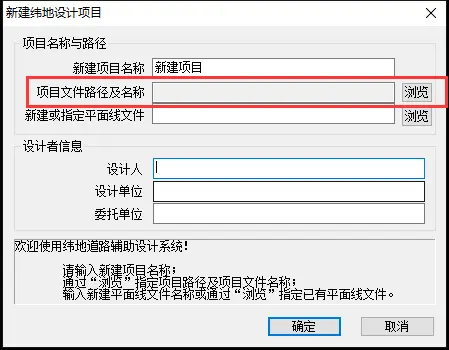 新建纬地设计项目
项目名称与路径
新建项目名称 新建项目
项目文件路径及名称 浏览
新建或指定平面线文件 浏览
设计者信息
设计人
设计单位
委托单位
欢迎使用纬地道路辅助设计系统!
请输入新建项目名称;
通过“浏览”指定项目路径及项目文件名称;
输入新建平面线文件名称或通过“浏览”指定已有平面线文件。
确定 取消